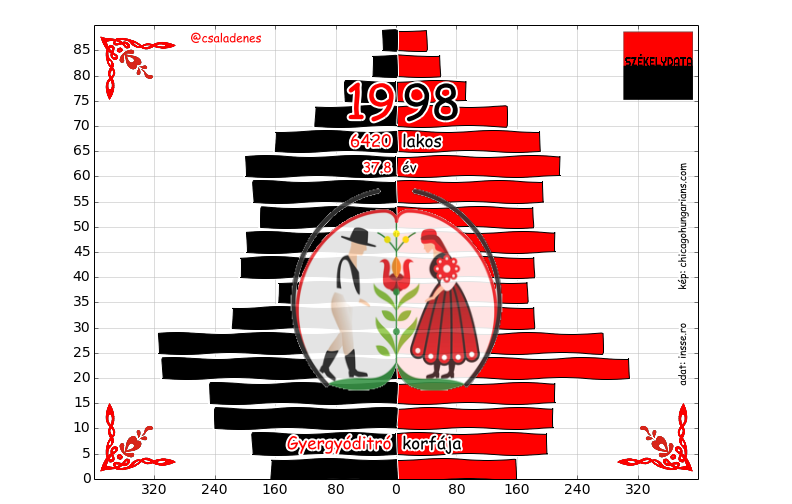 @csaladenes
SZÉKELYDATA
1998
6420 lakos
37.8 év
kép: chicagohungarians.com
adat: insse.ro
Gyergyóditró korfája
85
80
75
70
65
60
55
50
45
40
35
30
25
20
15
10
5
0
320 240 160 80 0 80 160 240 320